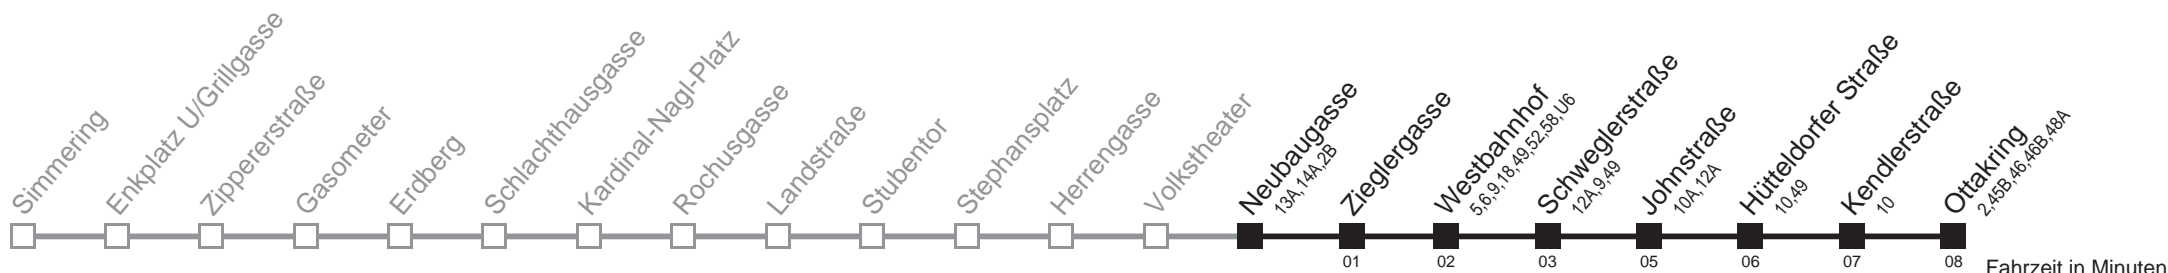 Simmering
Enkplatz U/Grillgasse
Zippererstraße
Gasometer
Erdberg
Schlachthausgasse
Kardinal-Nagl-Platz
Rochusgasse
Landstraße
Stubentor
Stephansplatz
Herrengasse
Volkstheater
Neubaugasse
13A,14A,2B
Zieglergasse
Westbahnhof
5,6,9,18,49,52,58,U6
Schweglerstraße
12A,9,49
Johnstraße
10A,12A
Hütteldorfer Straße
10,49
Kendlerstraße
10
Ottakring
2,45B,46,46B,48A
01 02 03 05 06 07 08 Fahrzeit in Minuten